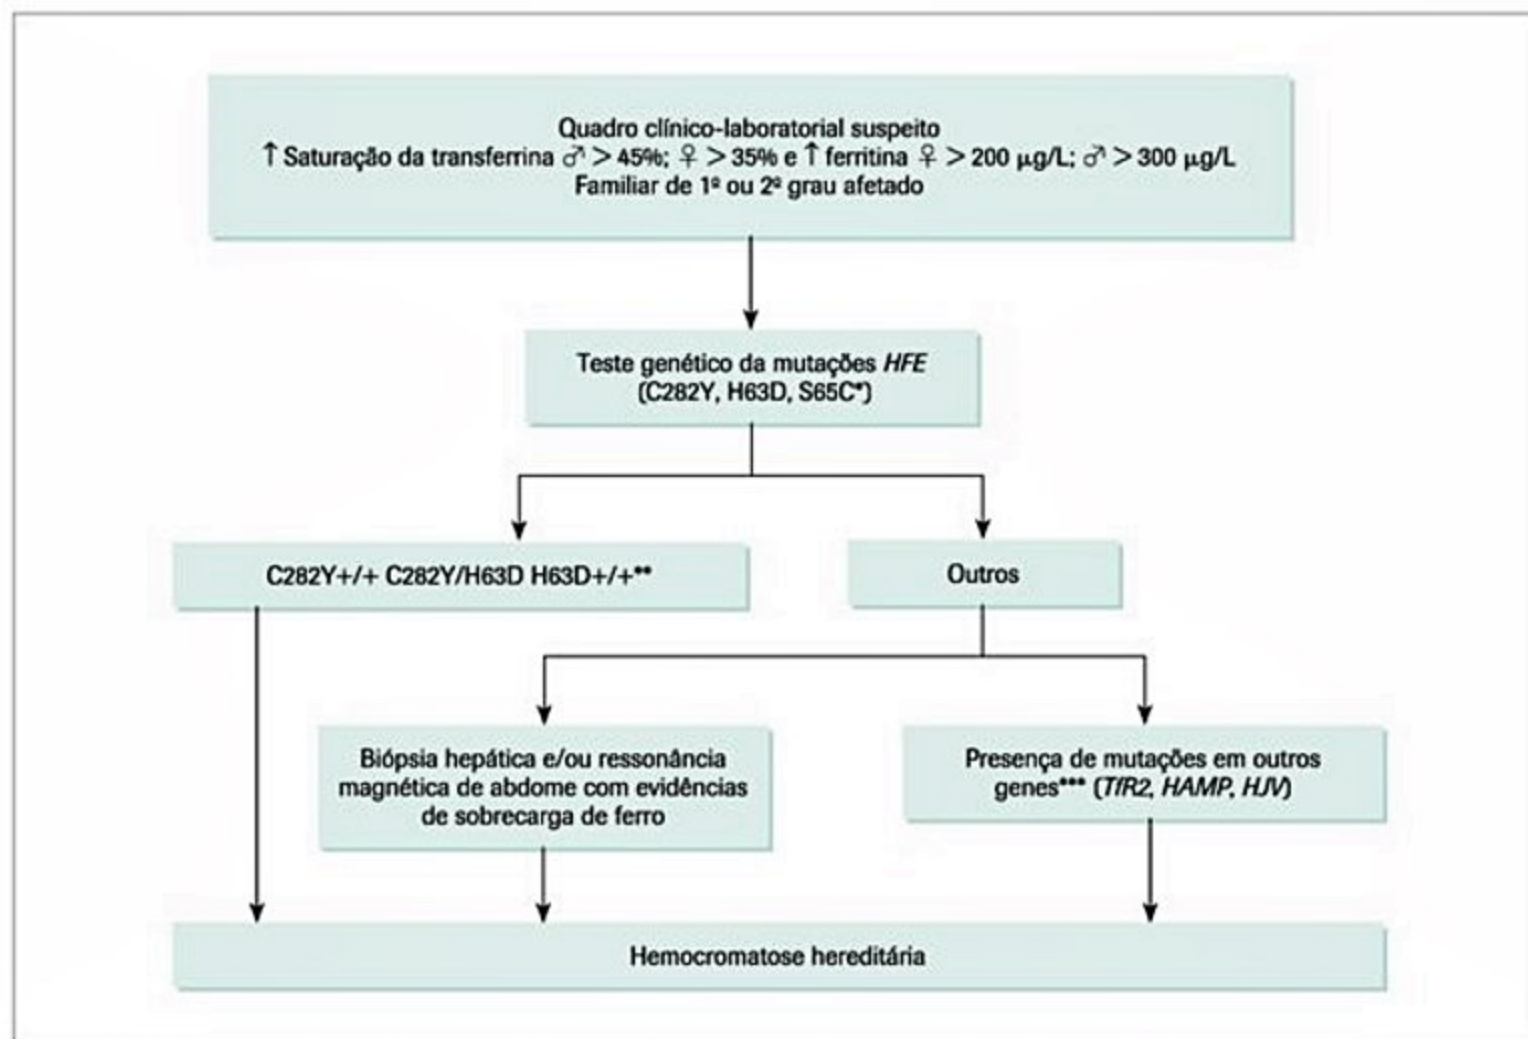 Quadro clínico-laboratorial suspeito
↑ Saturação da transferrina ♂ > 45%; ♀ > 35% e ↑ ferritina ♀ > 200 µg/L; ♂ > 300 µg/L
Familiar de 1º ou 2º grau afetado
Teste genético da mutações HFE
(C282Y, H63D, S65C*)
C282Y+/+ C282Y/H63D H63D+/+**
Outros
Biópsia hepática e/ou ressonância
magnética de abdome com evidências
de sobrecarga de ferro
Presença de mutações em outros
genes*** (TfR2, HAMP, HJV)
Hemocromatose hereditária